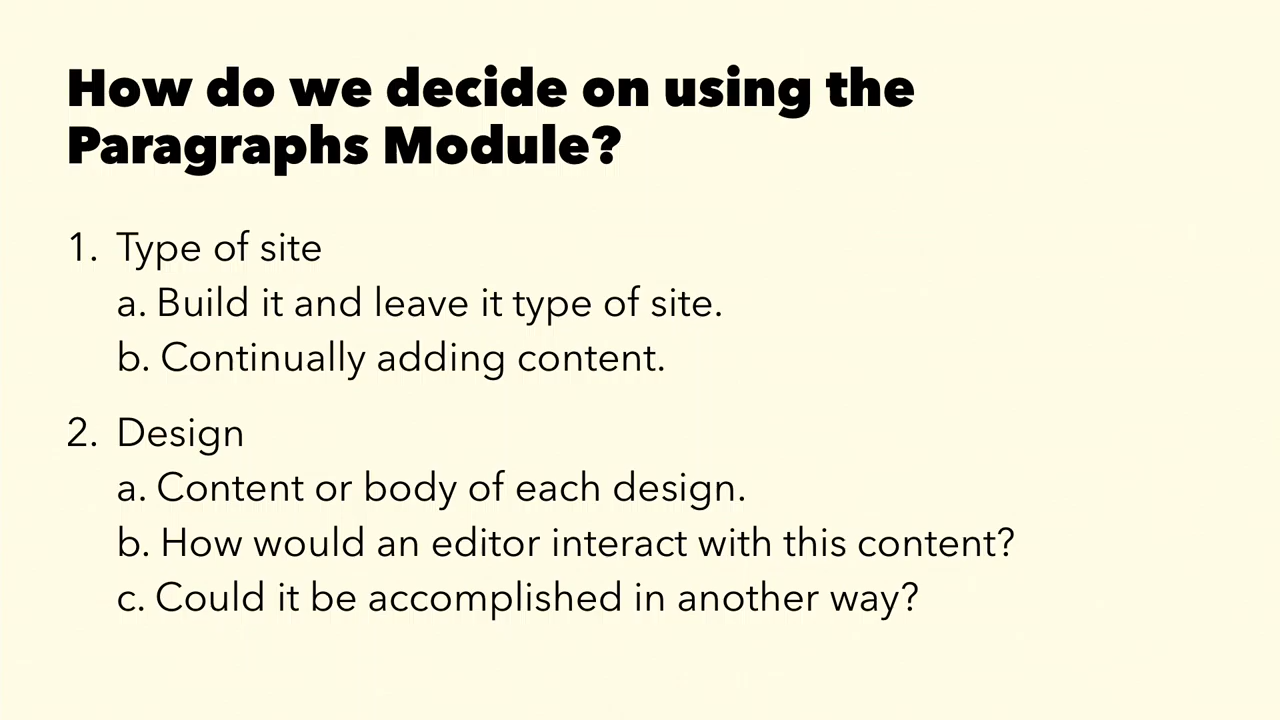 How do we decide on using the
Paragraphs Module?
1. Type of site
a. Build it and leave it type of site.
b. Continually adding content.
2. Design
a. Content or body of each design.
b. How would an editor interact with this content?
c. Could it be accomplished in another way?